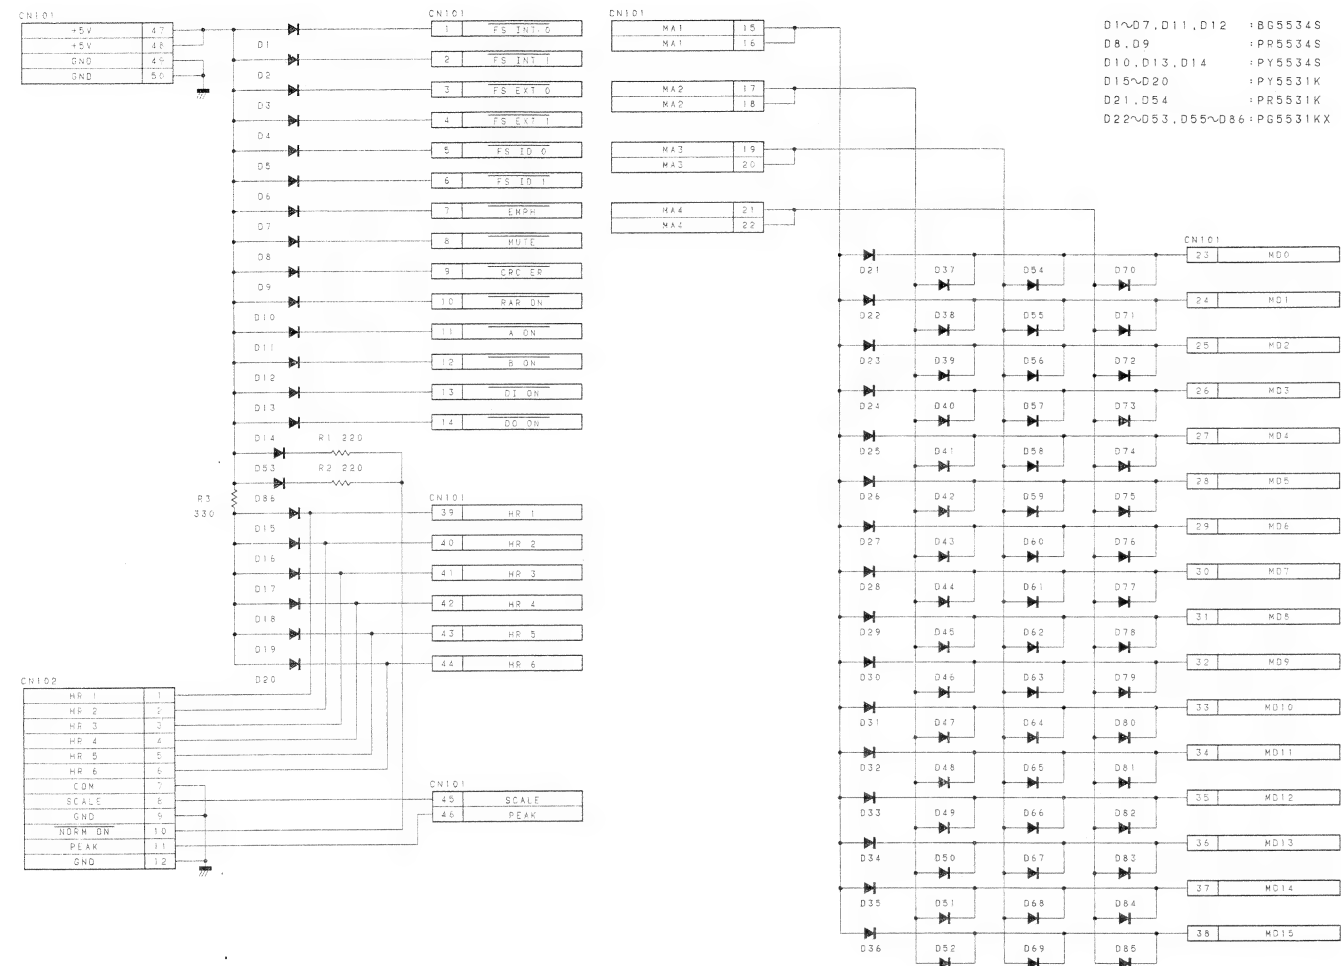 CN101
+5V 47
+5V 48
GND 49
GND 50
D1
D2
D3
D4
D5
D6
D7
D8
D9
D10
D11
D12
D13
D14
R1 220
D53
R2 220
D86
R3
330
D15
D16
D17
D18
D19
D20
CN101
1 FS INT 0
2 FS INT 1
3 FS EXT 0
4 FS EXT 1
5 FS ID 0
6 FS ID 1
7 EMPH
8 MUTE
9 CRC ER
10 RAR ON
11 A ON
12 B ON
13 DI ON
14 DO ON
CN101
39 HR 1
40 HR 2
41 HR 3
42 HR 4
43 HR 5
44 HR 6
CN102
HR 1 1
HR 2 2
HR 3 3
HR 4 4
HR 5 5
HR 6 6
COM 7
SCALE 8
GND 9
NORM ON 10
PEAK 11
GND 12
CN101
45 SCALE
46 PEAK
CN101
MA1 15
MA1 16
MA2 17
MA2 18
MA3 19
MA3 20
MA4 21
MA4 22
D1~D7,D11,D12 :BG5534S
D8,D9 :PR5534S
D10,D13,D14 :PY5534S
D15~D20 :PY5531K
D21,D54 :PR5531K
D22~D53,D55~D86:PG5531KX
CN101
23 MD0
D21 D37 D54 D70
24 MD1
D22 D38 D55 D71
25 MD2
D23 D39 D56 D72
26 MD3
D24 D40 D57 D73
27 MD4
D25 D41 D58 D74
28 MD5
D26 D42 D59 D75
29 MD6
D27 D43 D60 D76
30 MD7
D28 D44 D61 D77
31 MD8
D29 D45 D62 D78
32 MD9
D30 D46 D63 D79
33 MD10
D31 D47 D64 D80
34 MD11
D32 D48 D65 D81
35 MD12
D33 D49 D66 D82
36 MD13
D34 D50 D67 D83
37 MD14
D35 D51 D68 D84
38 MD15
D36 D52 D69 D85